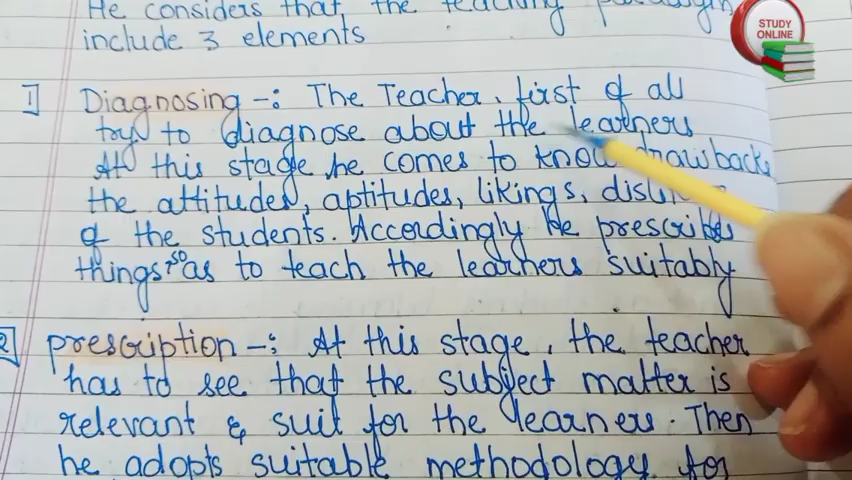 He considers that the teaching paradigm
include 3 elements
STUDY
ONLINE
1] Diagnosing -: The Teacher, first of all
try to diagnose about the learners
At this stage he comes to know drawbacks
the attitudes, aptitudes, likings,
of the students. Accordingly he prescribes
things so as to teach the learners suitably
2] prescription -: At this stage, the teacher
has to see that the subject matter is
relevant & suit for the learners. Then
he adopts suitable methodology for